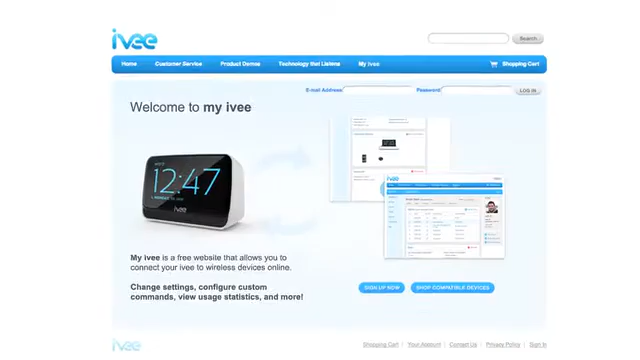 ivee
Search
Home Customer Service Product Demos Technology that Listens My ivee Shopping Cart
E-mail Address Password LOG IN
Welcome to my ivee
12:47
ivee
ivee
My ivee is a free website that allows you to
connect your ivee to wireless devices online.
Change settings, configure custom
commands, view usage statistics, and more!
SIGN UP NOW SHOP COMPATIBLE DEVICES
ivee
Shopping Cart | Your Account | Contact Us | Privacy Policy | Sign In